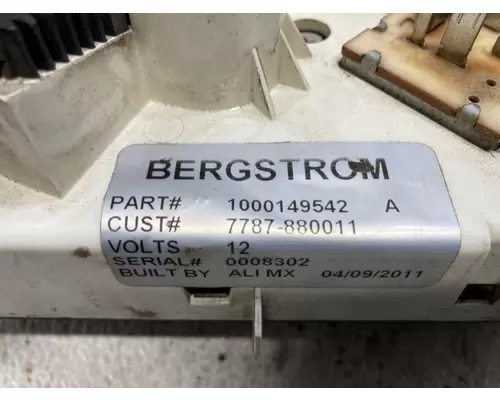 BERGSTROM
PART# 1000149542 A
CUST# 7787-880011
VOLTS 12
SERIAL# 0008302
BUILT BY ALI MX 04/09/2011